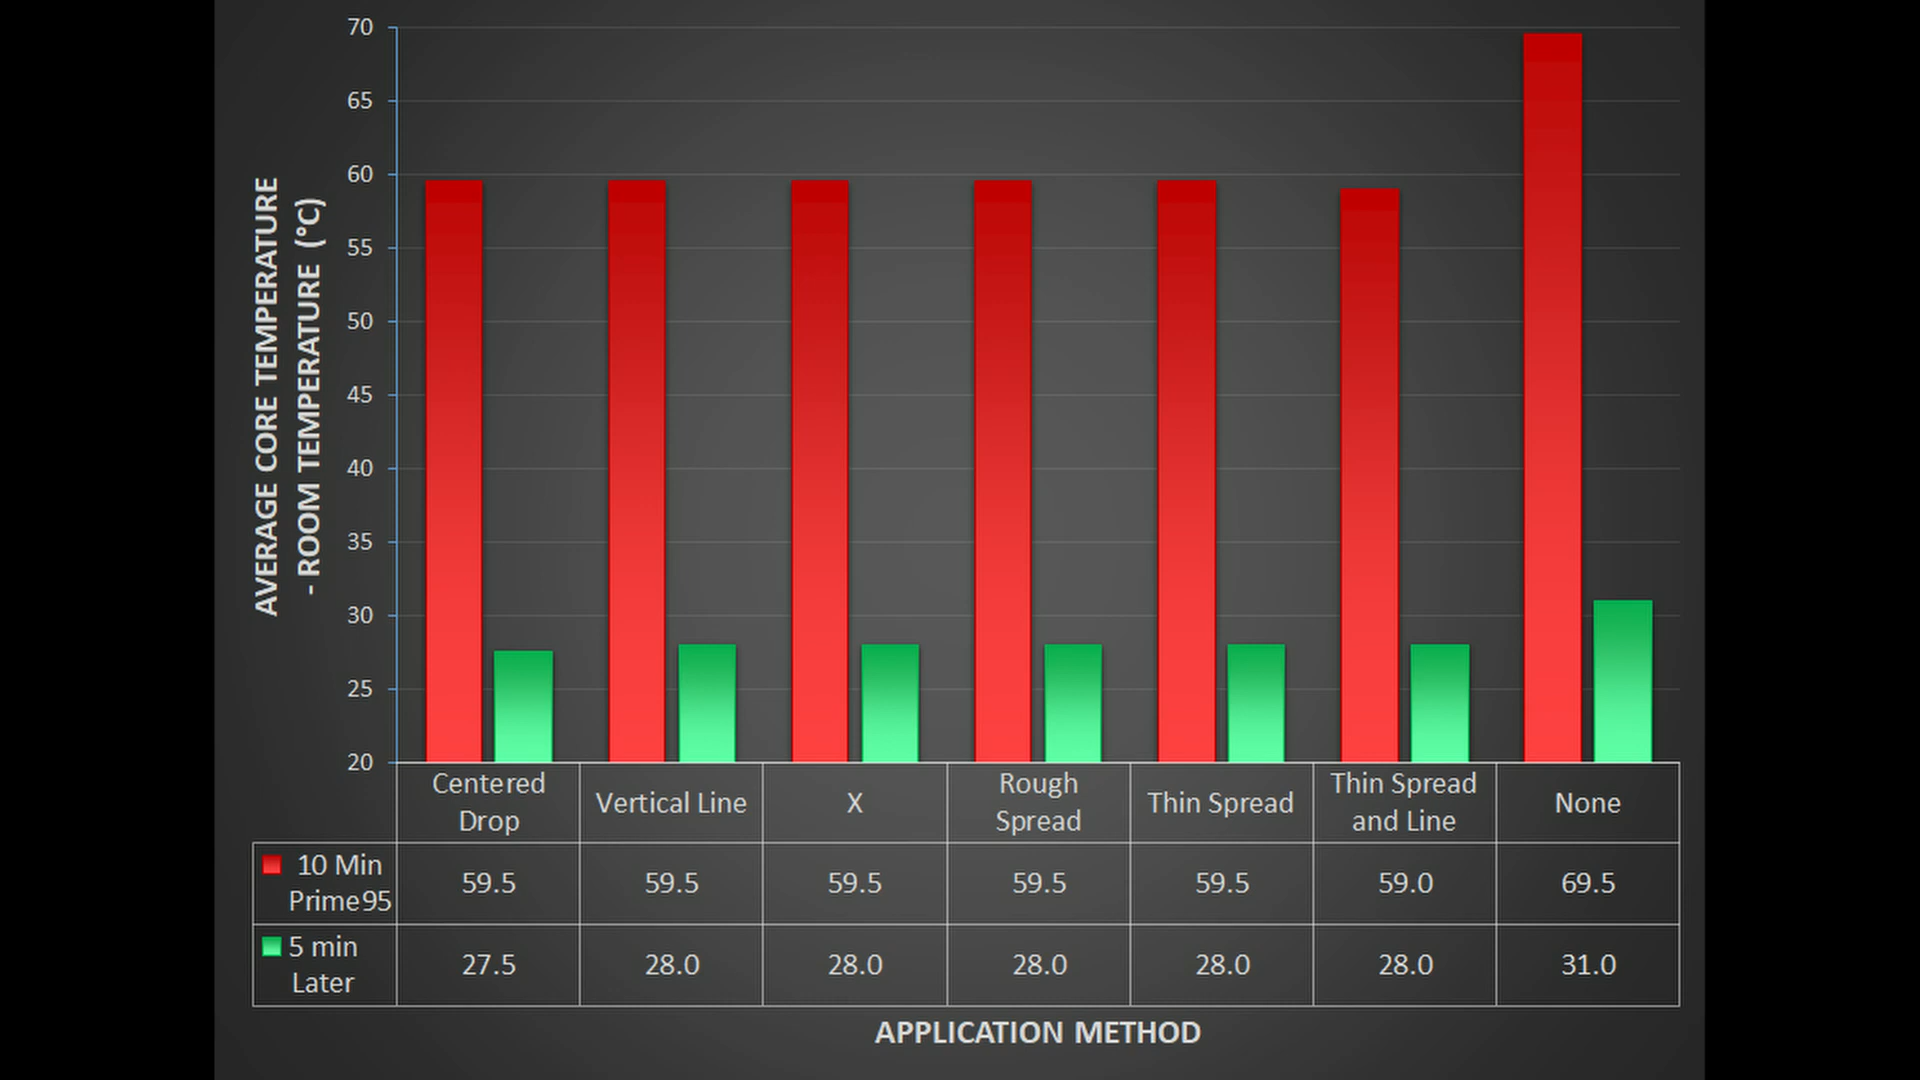 70
65
60
55
50
45
40
35
30
25
20
AVERAGE CORE TEMPERATURE
- ROOM TEMPERATURE (°C)
Centered
Drop
Vertical Line
X
Rough
Spread
Thin Spread
Thin Spread
and Line
None
10 Min
Prime95
59.5 59.5 59.5 59.5 59.5 59.0 69.5
5 min
Later
27.5 28.0 28.0 28.0 28.0 28.0 31.0
APPLICATION METHOD